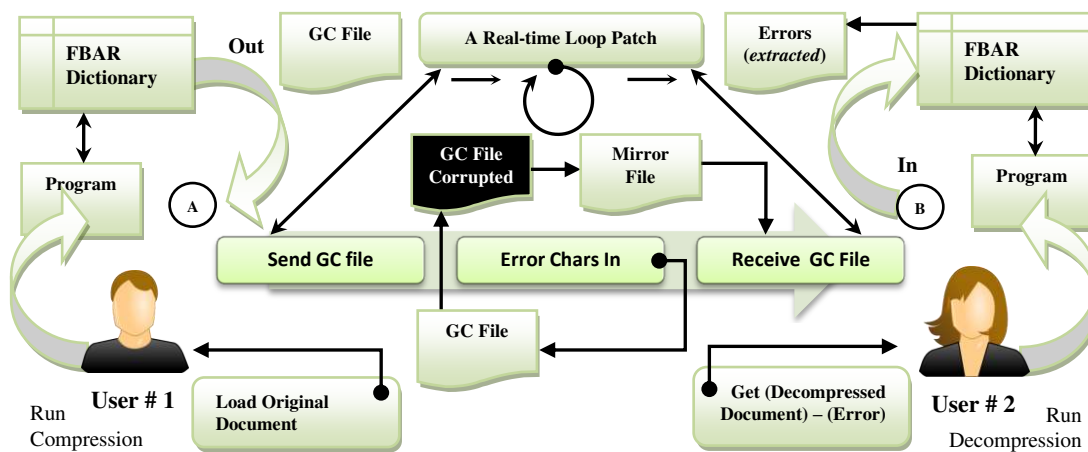 FBAR
Dictionary
Out
GC File
A Real-time Loop Patch
Errors
(extracted)
FBAR
Dictionary
GC File
Corrupted
Mirror
File
In
Program
Program
A
B
Send GC file
Error Chars In
Receive GC File
GC File
User # 1
Load Original
Document
Get (Decompressed
Document) – (Error)
User # 2
Run
Compression
Run
Decompression